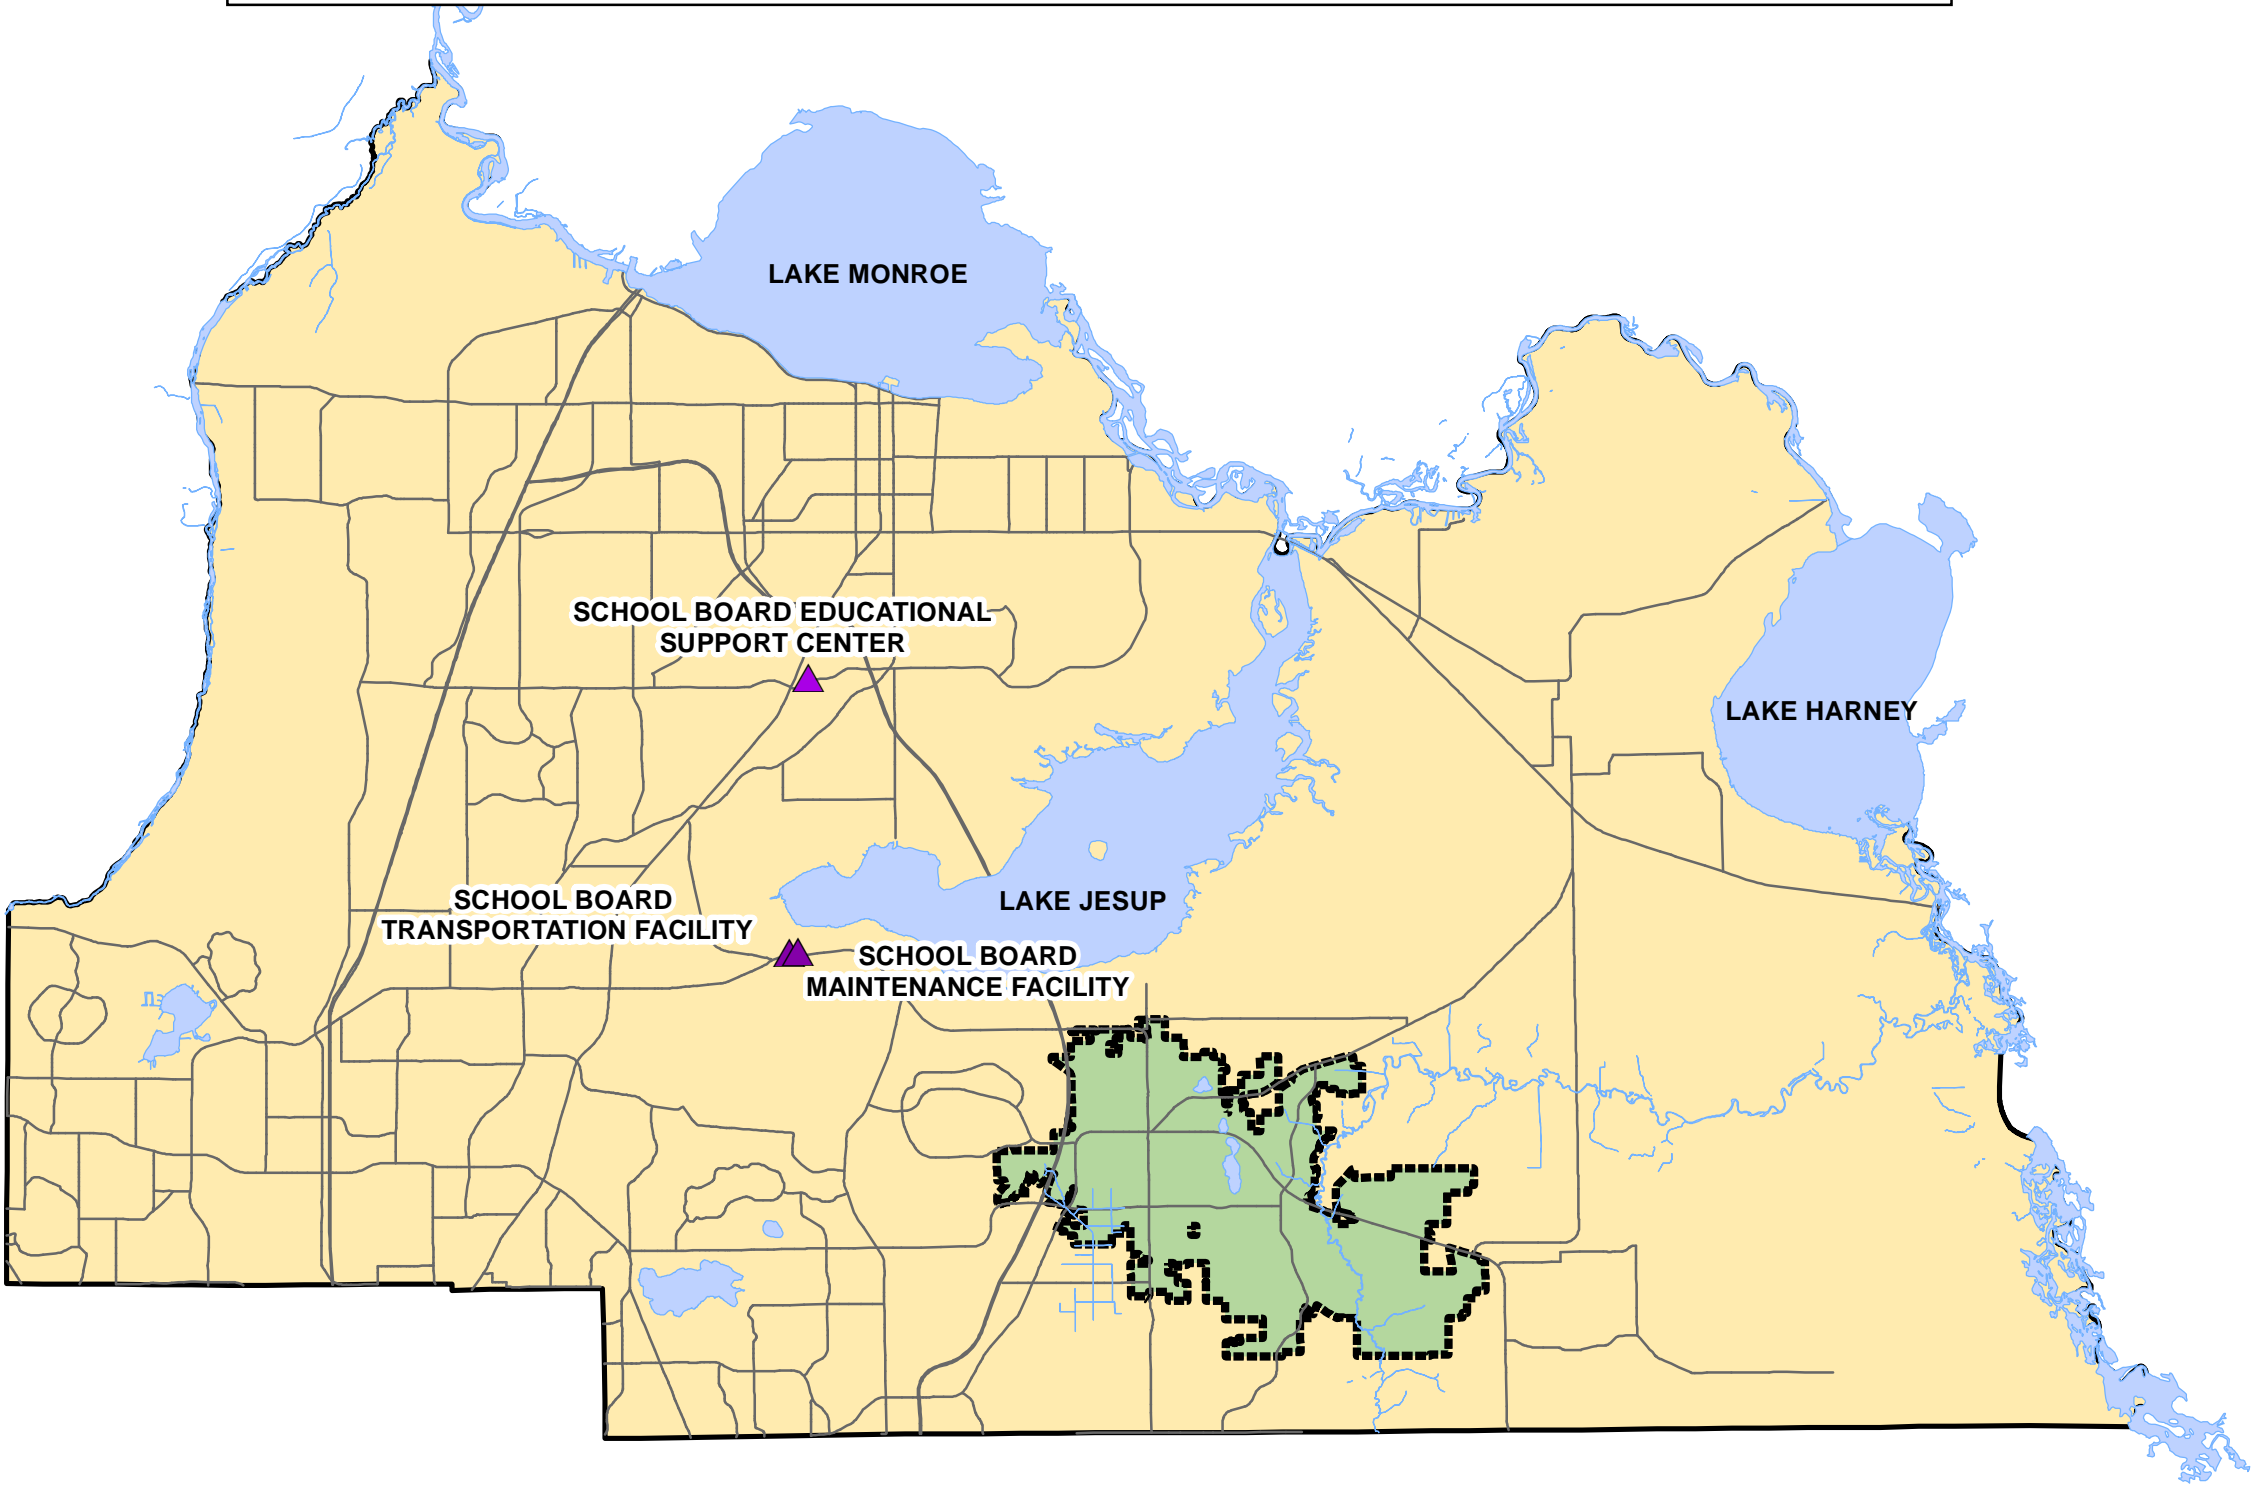 LAKE MONROE
SCHOOL BOARD EDUCATIONAL
SUPPORT CENTER
LAKE HARNEY
SCHOOL BOARD
TRANSPORTATION FACILITY
LAKE JESUP
SCHOOL BOARD
MAINTENANCE FACILITY